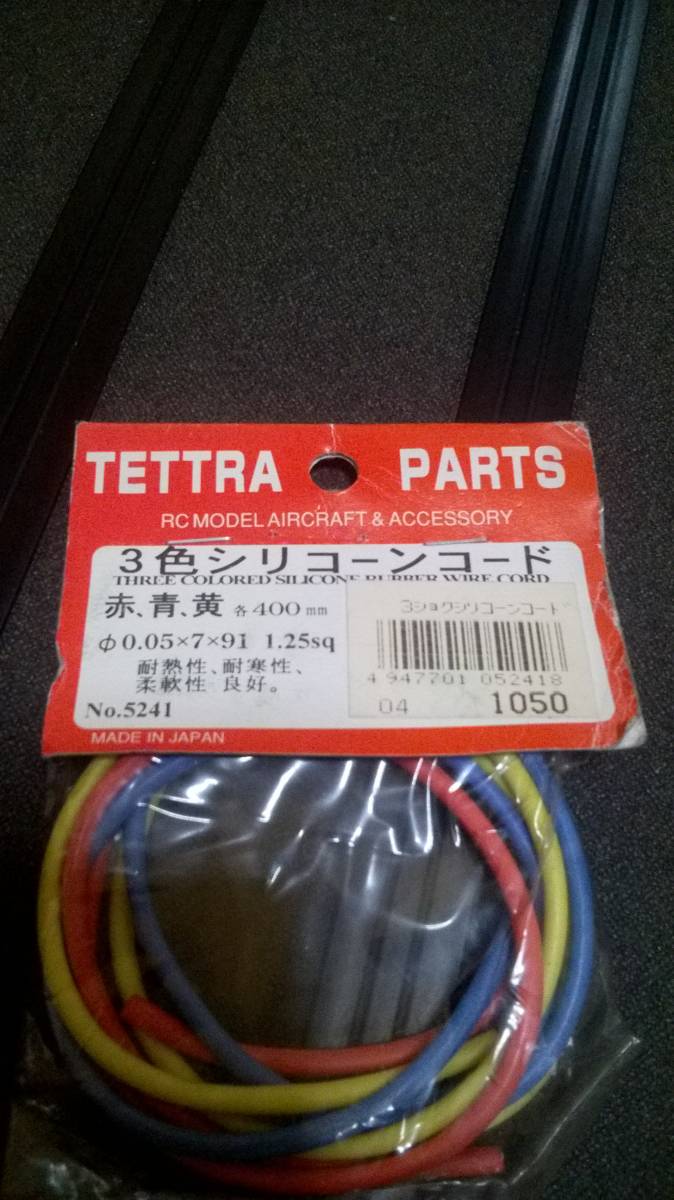 TETTRA PARTS
RC MODEL AIRCRAFT & ACCESSORY
3色シリコーンコード
THREE COLORED SILICONE RUBBER WIRE CORD
赤、青、黄 各400mm
φ0.05×7×91 1.25sq
耐熱性、耐寒性、
柔軟性 良好。
No.5241
MADE IN JAPAN
3ショクシリコーンコード
4 947701 052418
04 1050